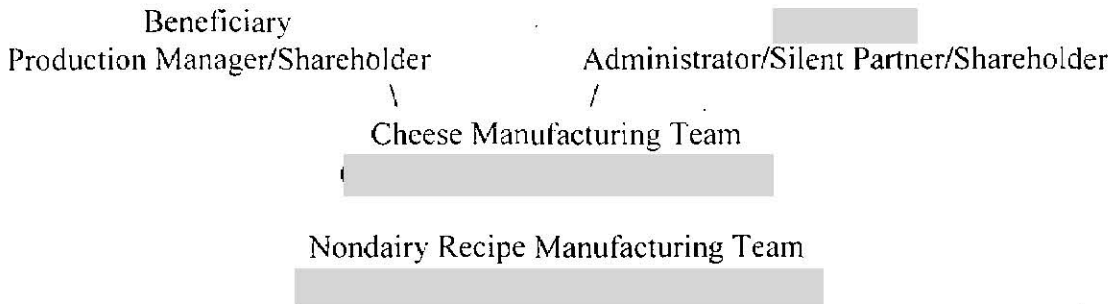 Beneficiary
Production Manager/Shareholder
Administrator/Silent Partner/Shareholder
\ /
Cheese Manufacturing Team
(
Nondairy Recipe Manufacturing Team